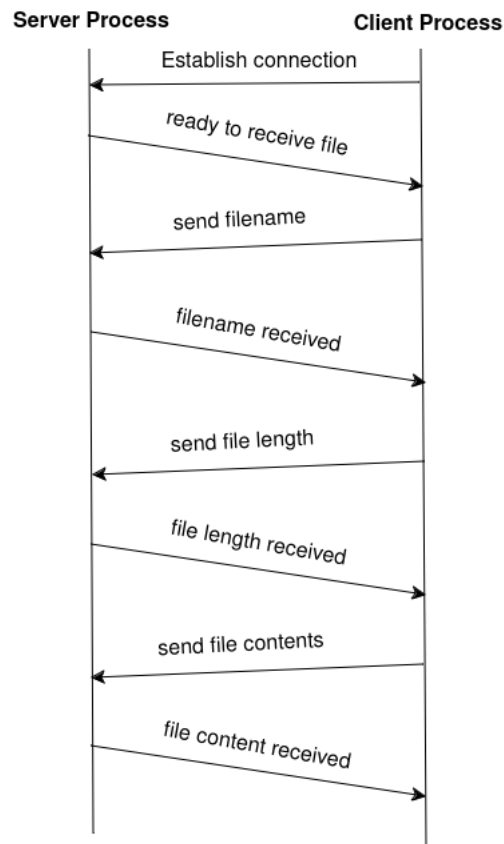 Server Process
Client Process
Establish connection
ready to receive file
send filename
filename received
send file length
file length received
send file contents
file content received